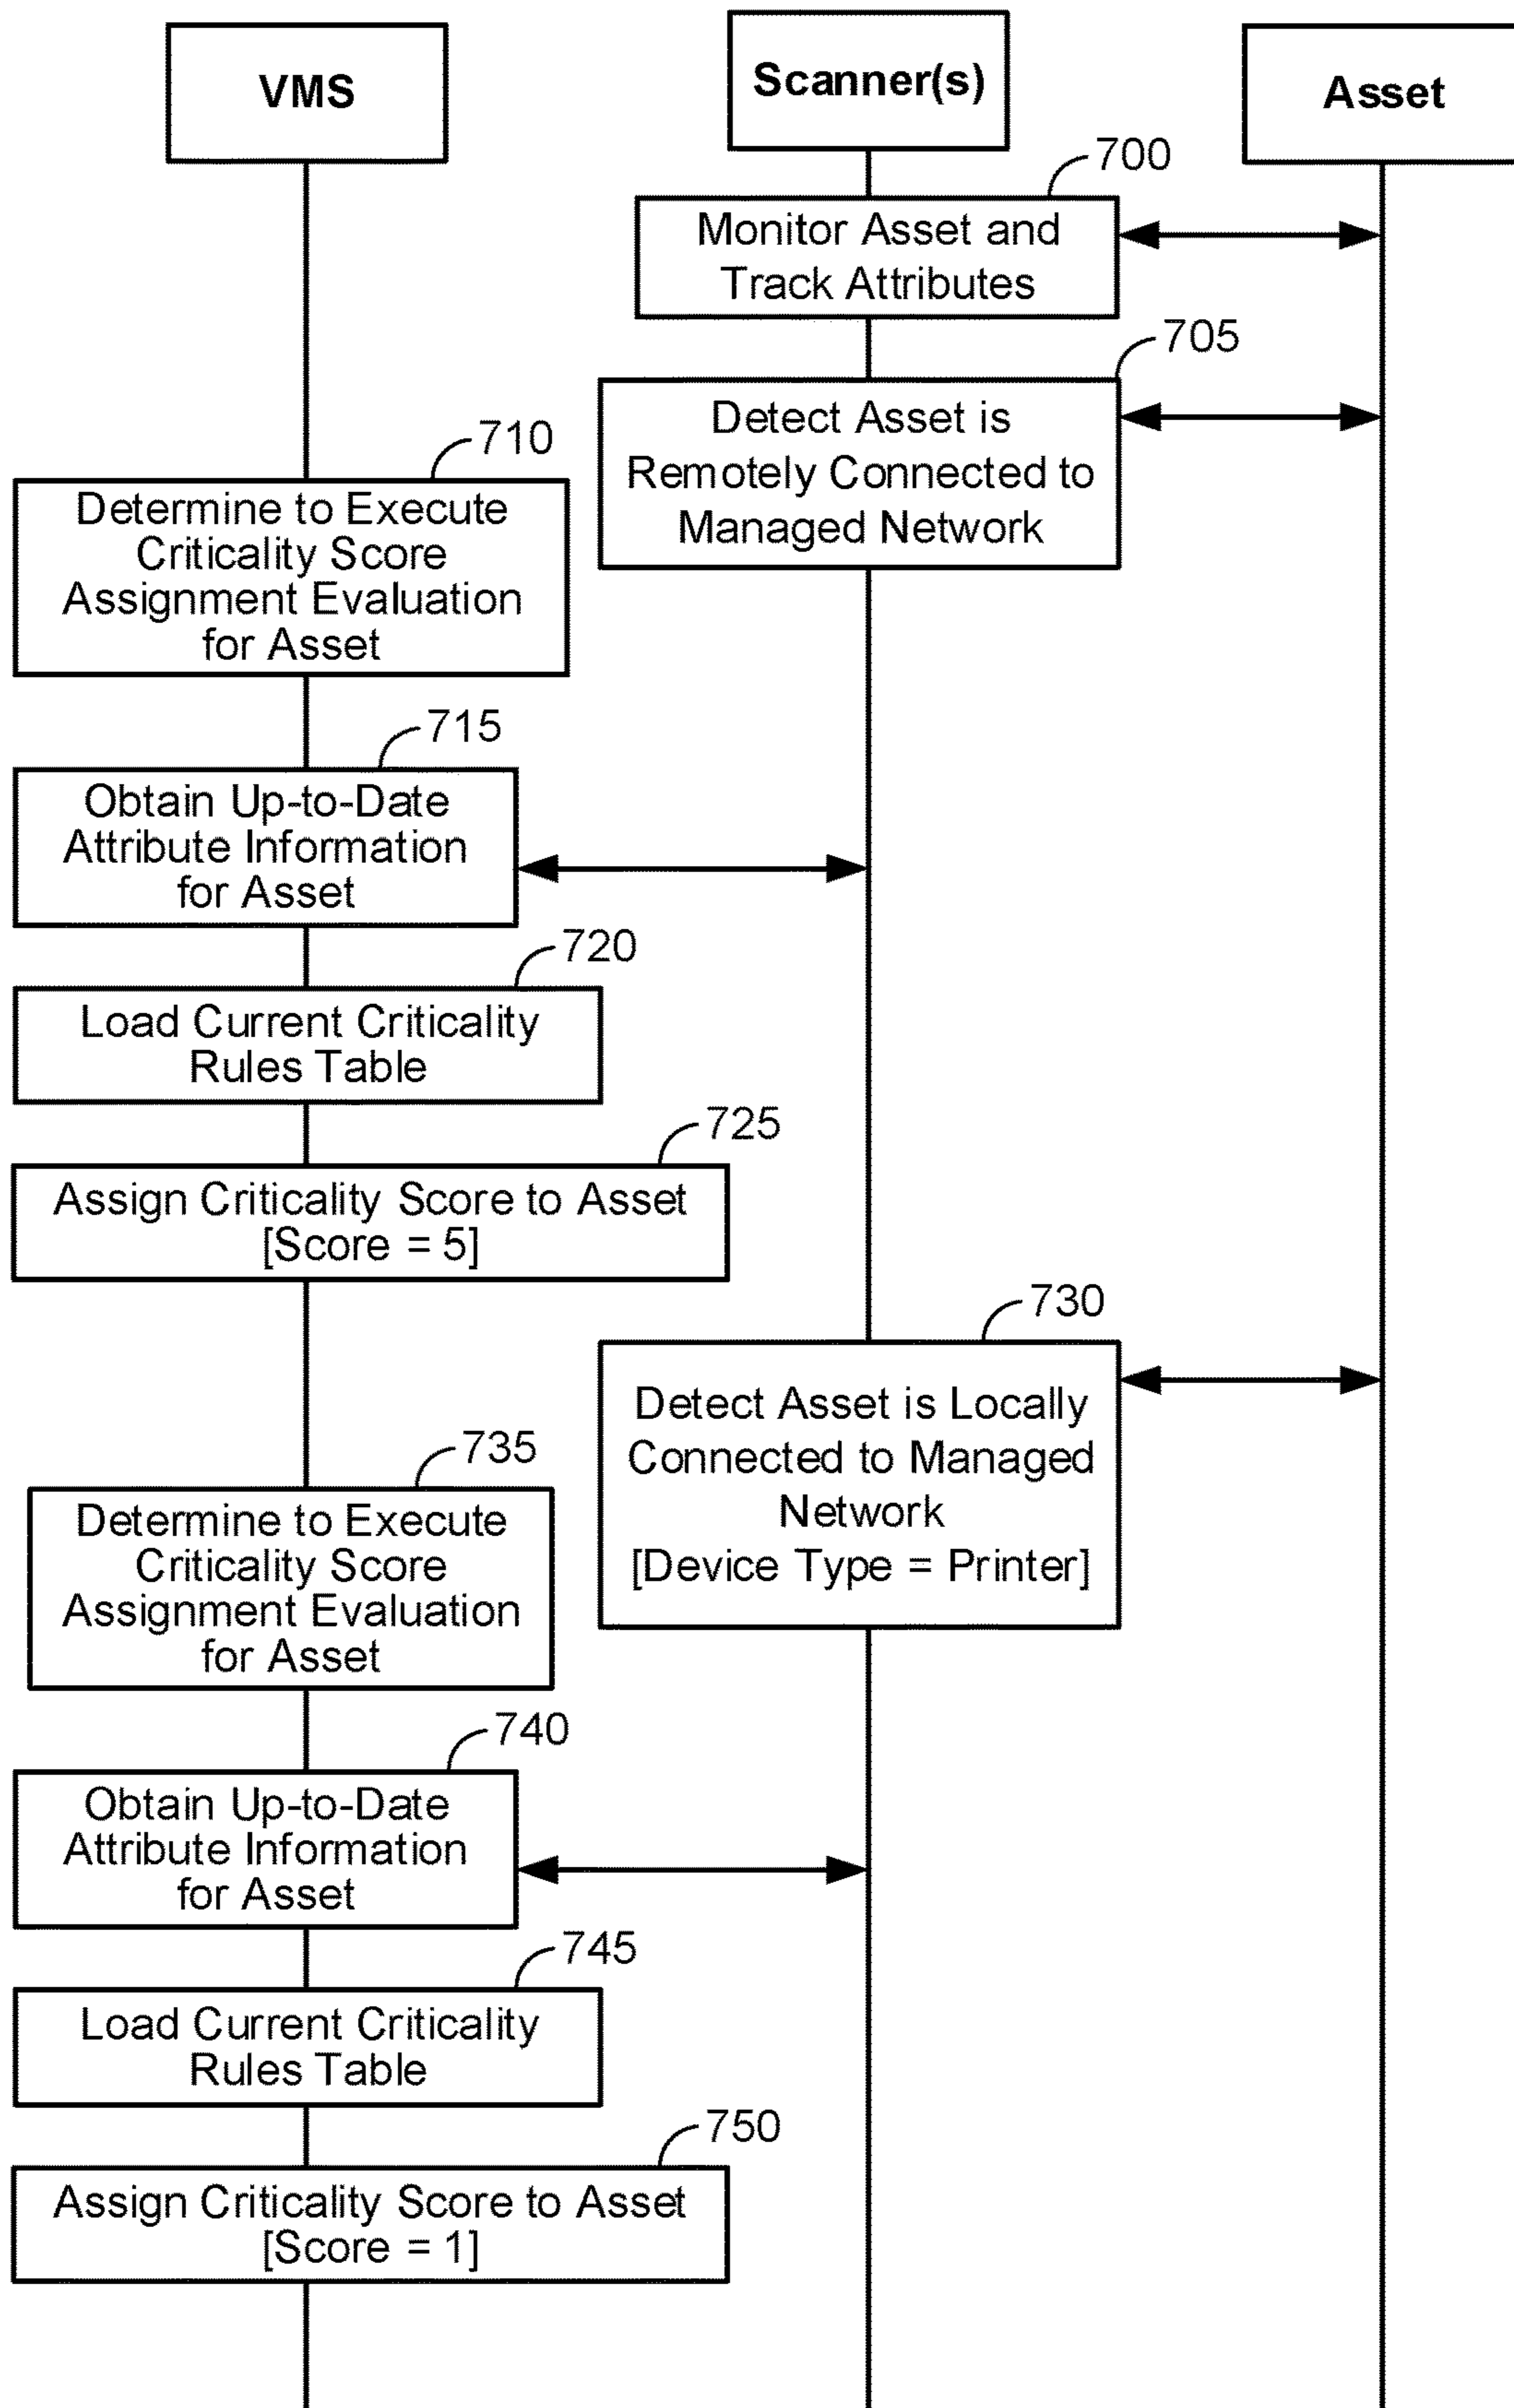 VMS
Scanner(s)
Asset
700
Monitor Asset and
Track Attributes
705
Detect Asset is
Remotely Connected to
Managed Network
710
Determine to Execute
Criticality Score
Assignment Evaluation
for Asset
715
Obtain Up-to-Date
Attribute Information
for Asset
720
Load Current Criticality
Rules Table
725
Assign Criticality Score to Asset
[Score = 5]
730
Detect Asset is Locally
Connected to Managed
Network
[Device Type = Printer]
735
Determine to Execute
Criticality Score
Assignment Evaluation
for Asset
740
Obtain Up-to-Date
Attribute Information
for Asset
745
Load Current Criticality
Rules Table
750
Assign Criticality Score to Asset
[Score = 1]